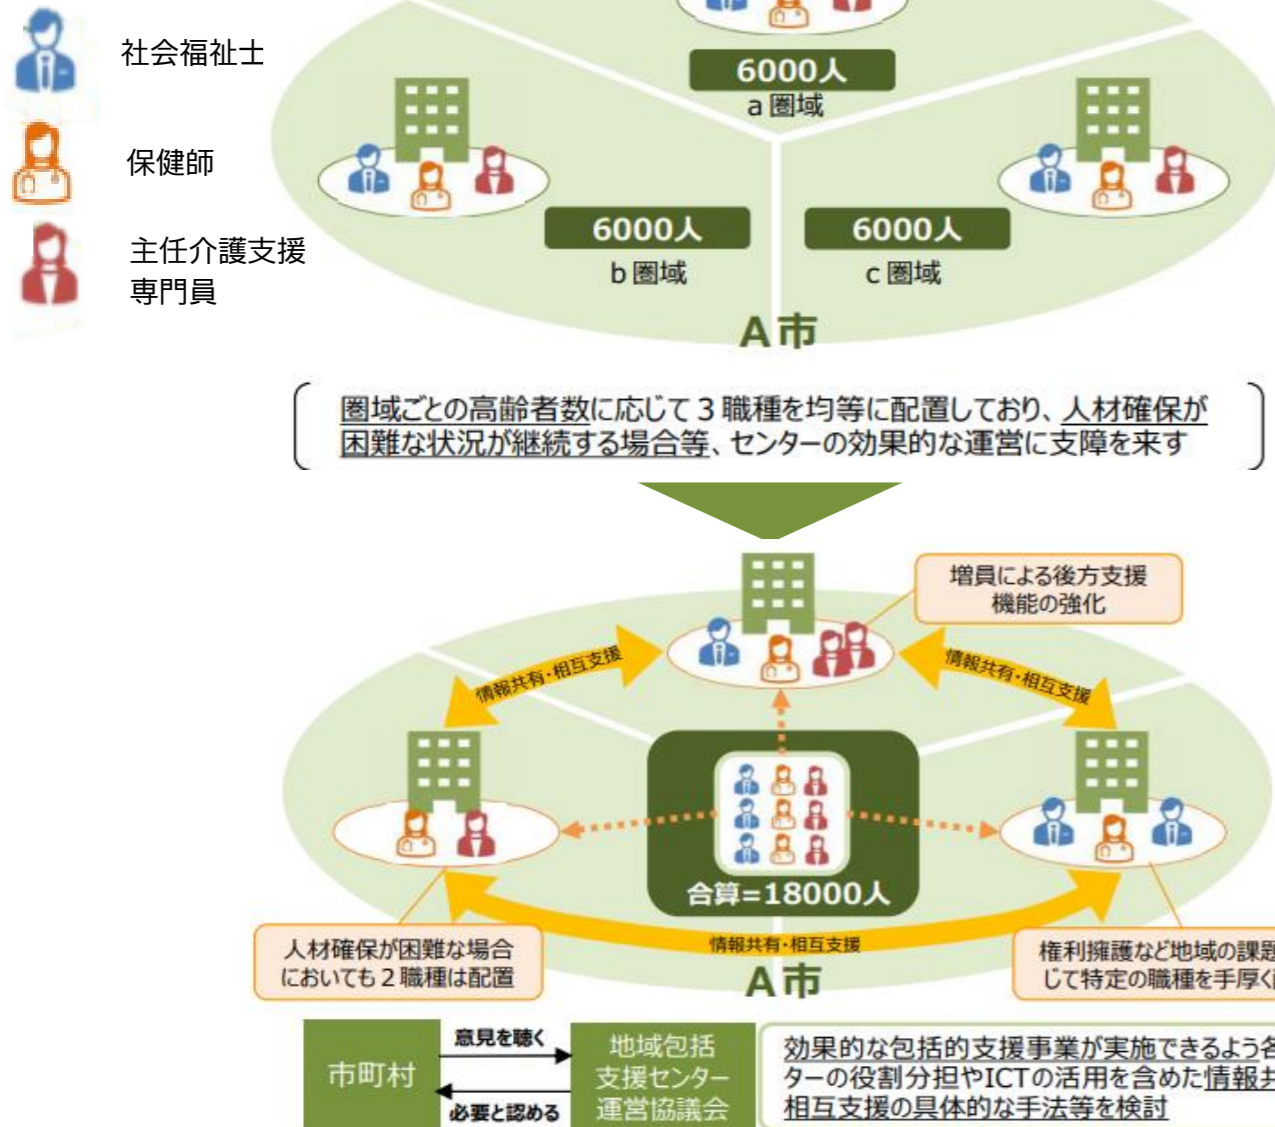 社会福祉士
保健師
主任介護支援
専門員
6000人
a 圏域
6000人
b 圏域
6000人
c 圏域
A市
圏域ごとの高齢者数に応じて３職種を均等に配置しており、人材確保が
困難な状況が継続する場合等、センターの効果的な運営に支障を来す
増員による後方支援
機能の強化
情報共有・相互支援
情報共有・相互支援
合算=18000人
情報共有・相互支援
人材確保が困難な場合
においても２職種は配置
権利擁護など地域の課題
じて特定の職種を手厚く
A市
市町村
意見を聴く
必要と認める
地域包括
支援センター
運営協議会
効果的な包括的支援事業が実施できるよう各
ターの役割分担やICTの活用を含めた情報共
相互支援の具体的な手法等を検討